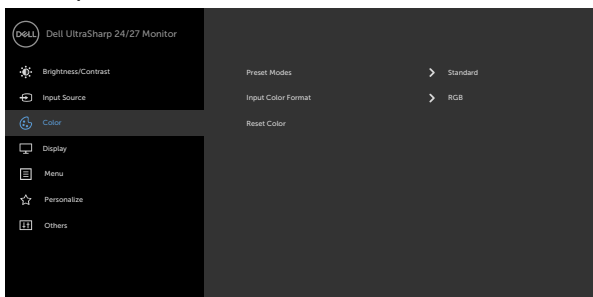 DELL Dell UltraSharp 24/27 Monitor
Brightness/Contrast
Preset Modes Standard
Input Source
Input Color Format RGB
Color
Reset Color
Display
Menu
Personalize
Others